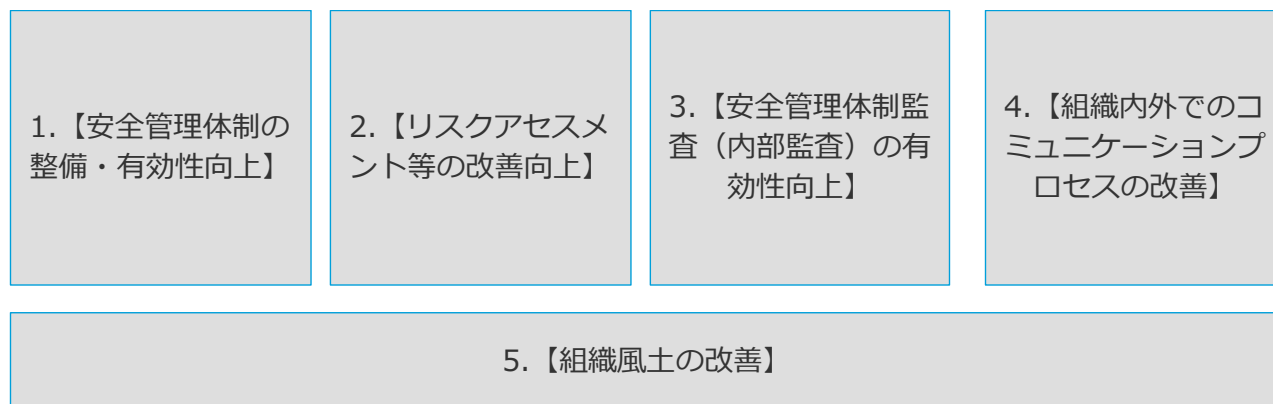 1.【安全管理体制の
整備・有効性向上】
2.【リスクアセスメ
ント等の改善向上】
3.【安全管理体制監
査（内部監査）の有
効性向上】
4.【組織内外でのコ
ミュニケーションプ
ロセスの改善】
5.【組織風土の改善】